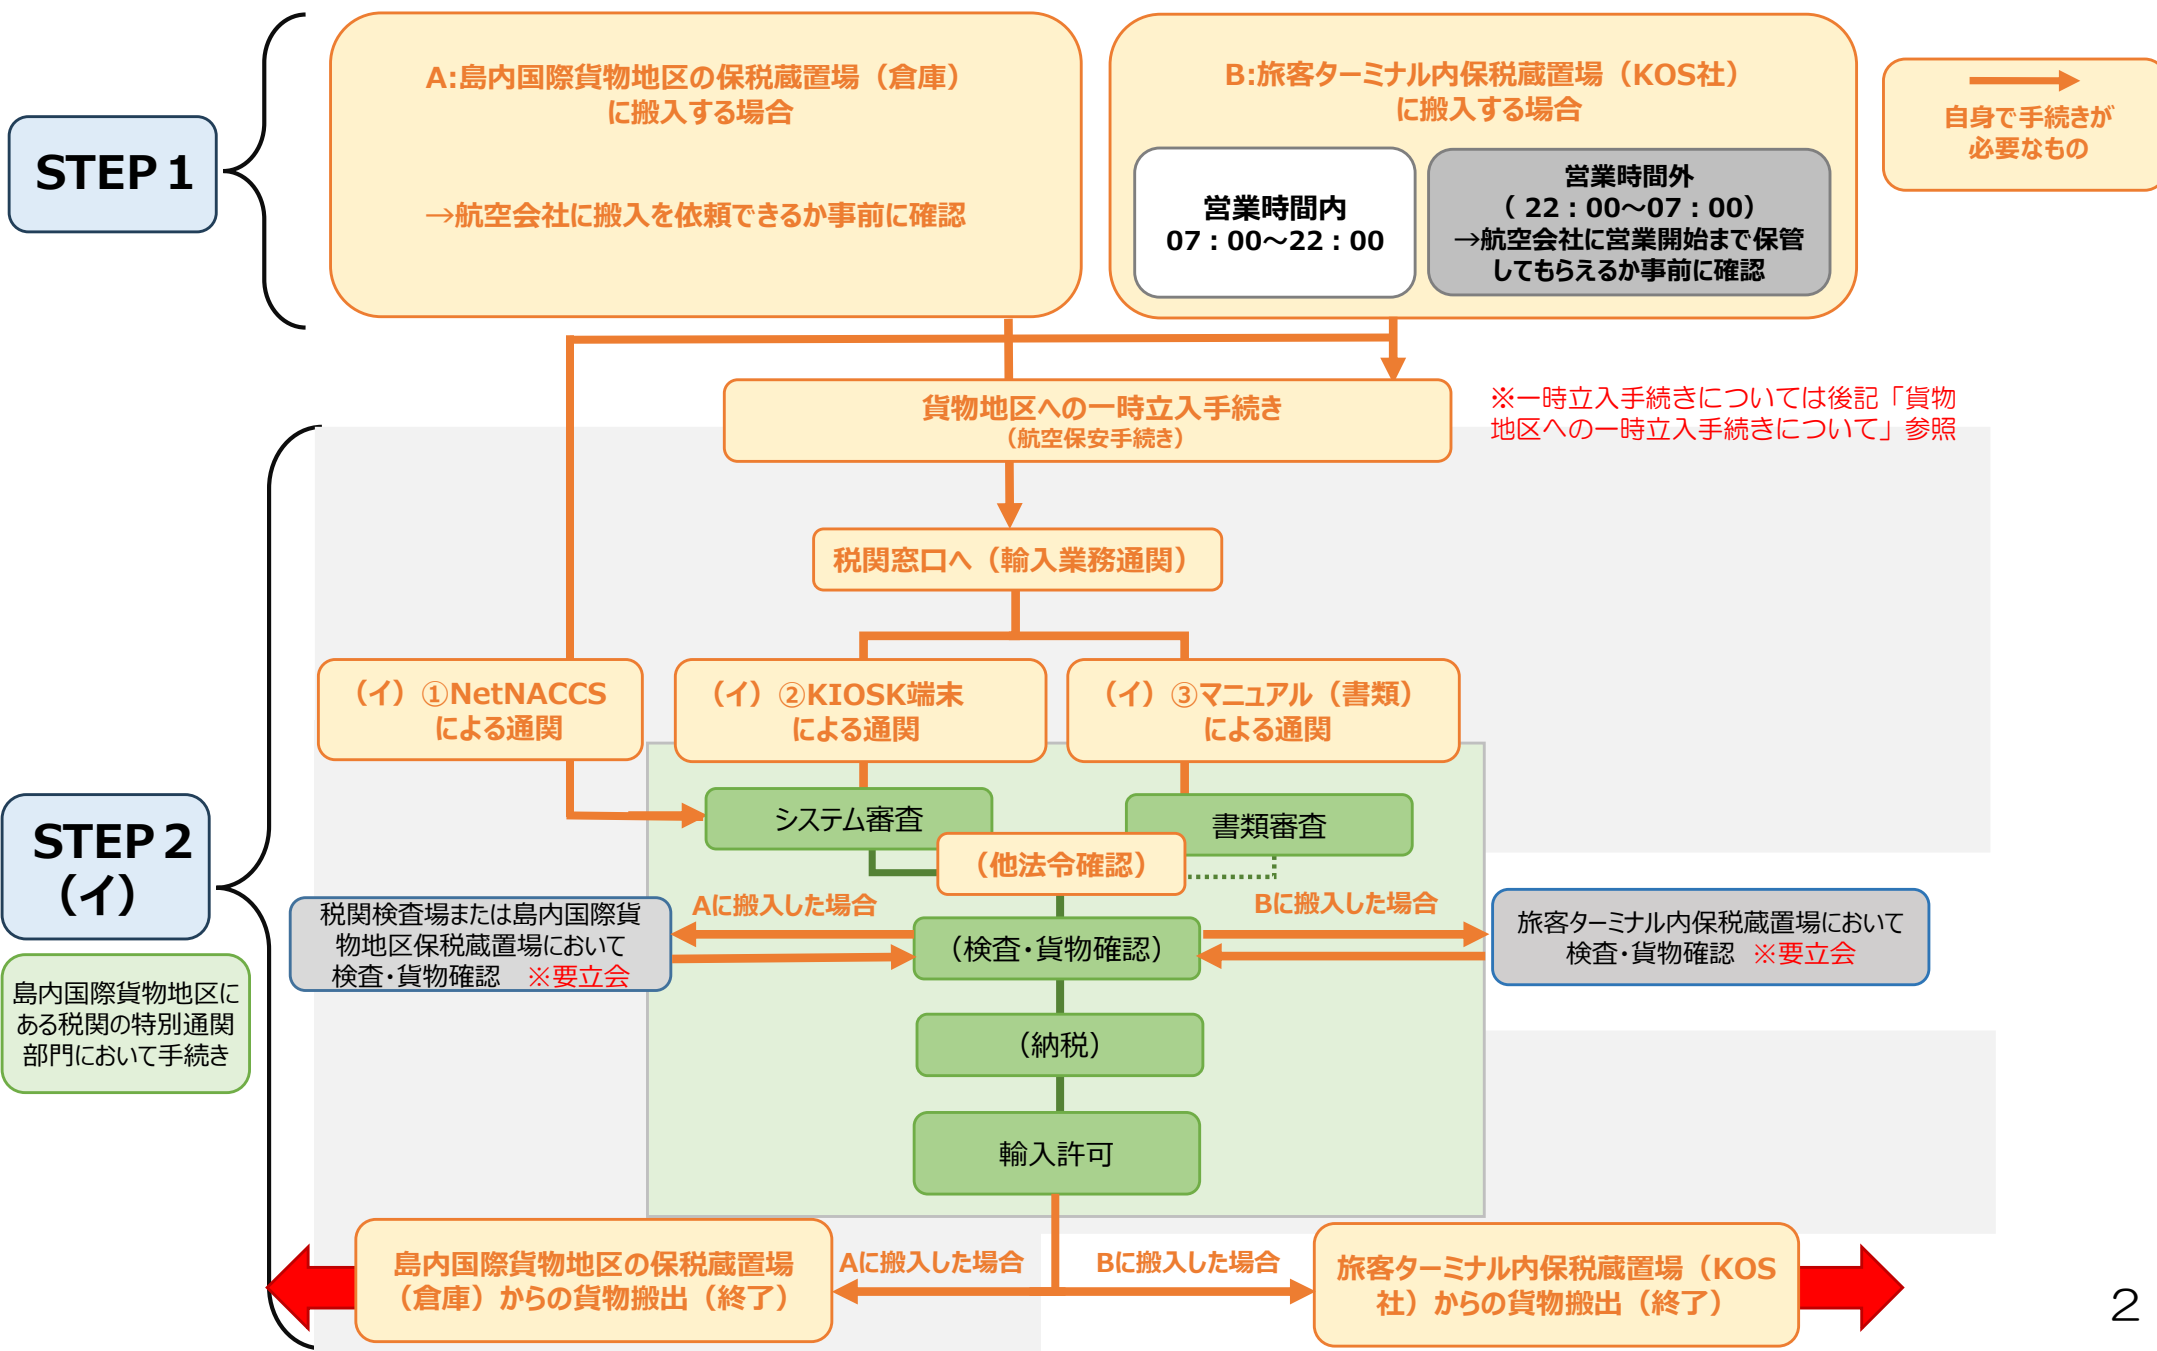 STEP１
A:島内国際貨物地区の保税蔵置場（倉庫）
に搬入する場合
→航空会社に搬入を依頼できるか事前に確認
B:旅客ターミナル内保税蔵置場（KOS社）
に搬入する場合
営業時間内
07：00～22：00
営業時間外
（ 22：00～07：00）
→航空会社に営業開始まで保管
してもらえるか事前に確認
自身で手続きが
必要なもの
貨物地区への一時立入手続き
（航空保安手続き）
※一時立入手続きについては後記「貨物
地区への一時立入手続きについて」参照
税関窓口へ（輸入業務通関）
（イ）①NetNACCS
による通関
（イ）②KIOSK端末
による通関
（イ）③マニュアル（書類）
による通関
STEP２
（イ）
島内国際貨物地区に
ある税関の特別通関
部門において手続き
システム審査
書類審査
（他法令確認）
Aに搬入した場合
Bに搬入した場合
税関検査場または島内国際貨
物地区保税蔵置場において
検査・貨物確認　※要立会
（検査・貨物確認）
旅客ターミナル内保税蔵置場において
検査・貨物確認　※要立会
（納税）
輸入許可
島内国際貨物地区の保税蔵置場
（倉庫）からの貨物搬出（終了）
Aに搬入した場合
Bに搬入した場合
旅客ターミナル内保税蔵置場（KOS
社）からの貨物搬出（終了）
２